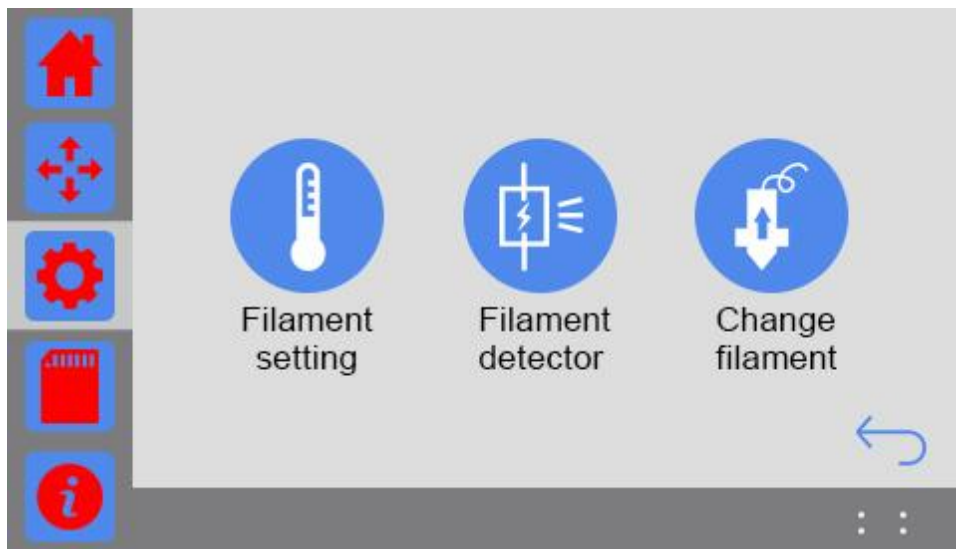 Filament
setting
Filament
detector
Change
filament
i
: :